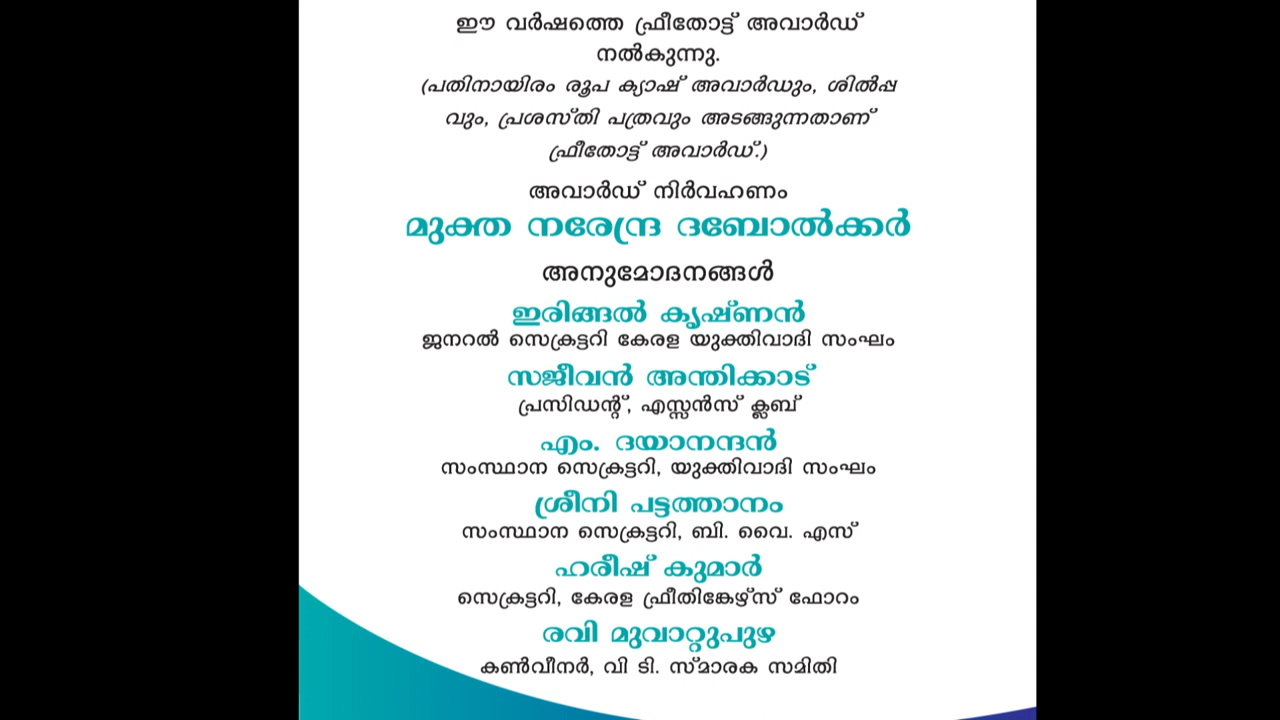 ഈ വർഷത്തെ ഫ്രീതോട്ട് അവാർഡ്
നൽകുന്നു.
(പതിനായിരം രൂപ ക്യാഷ് അവാർഡും, ശിൽപ്പ
വും, പ്രശസ്തി പത്രവും അടങ്ങുന്നതാണ്
ഫ്രീതോട്ട് അവാർഡ്.)
അവാർഡ് നിർവഹണം
മുക്ത നരേന്ദ്ര ദബോൽക്കർ
അനുമോദനങ്ങൾ
ഇരിങ്ങൽ കൃഷ്ണൻ
ജനറൽ സെക്രട്ടറി കേരള യുക്തിവാദി സംഘം
സജീവൻ അന്തിക്കാട്
പ്രസിഡന്റ്, എസ്സൻസ് ക്ലബ്
എം. ദയാനന്ദൻ
സംസ്ഥാന സെക്രട്ടറി, യുക്തിവാദി സംഘം
ശ്രീനി പട്ടത്താനം
സംസ്ഥാന സെക്രട്ടറി, ബി. വൈ. എസ്
ഹരീഷ് കുമാർ
സെക്രട്ടറി, കേരള ഫ്രീതിങ്കേഴ്സ് ഫോറം
രവി മുവാറ്റുപുഴ
കൺവീനർ, വി ടി. സ്മാരക സമിതി